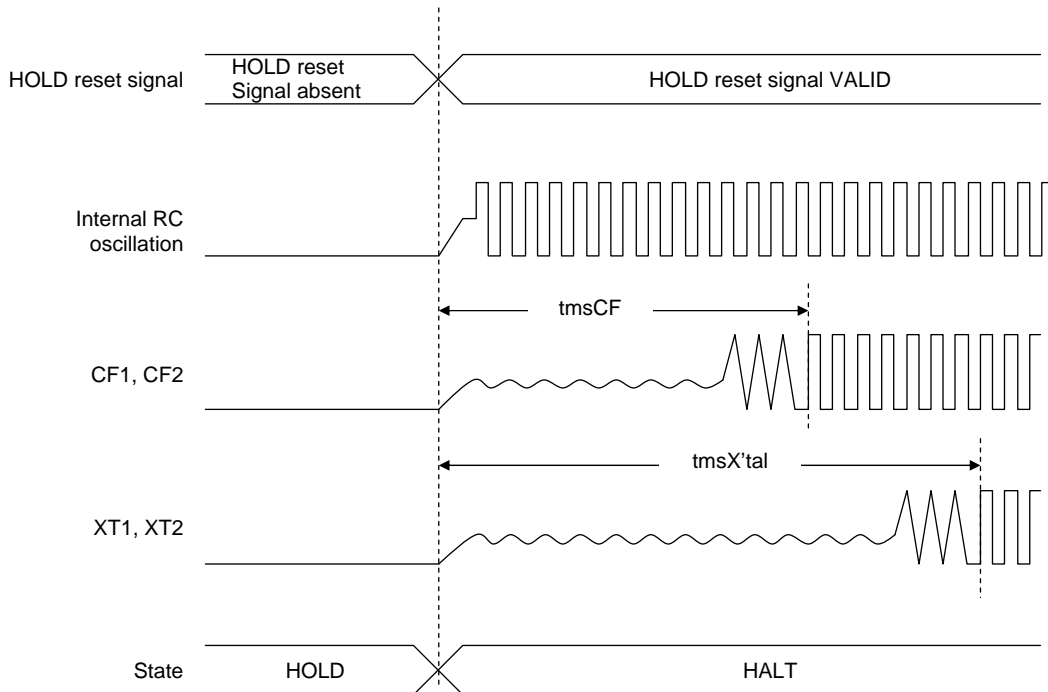 HOLD reset signal
HOLD reset
Signal absent
HOLD reset signal VALID
Internal RC
oscillation
tmsCF
CF1, CF2
tmsX'tal
XT1, XT2
State
HOLD
HALT